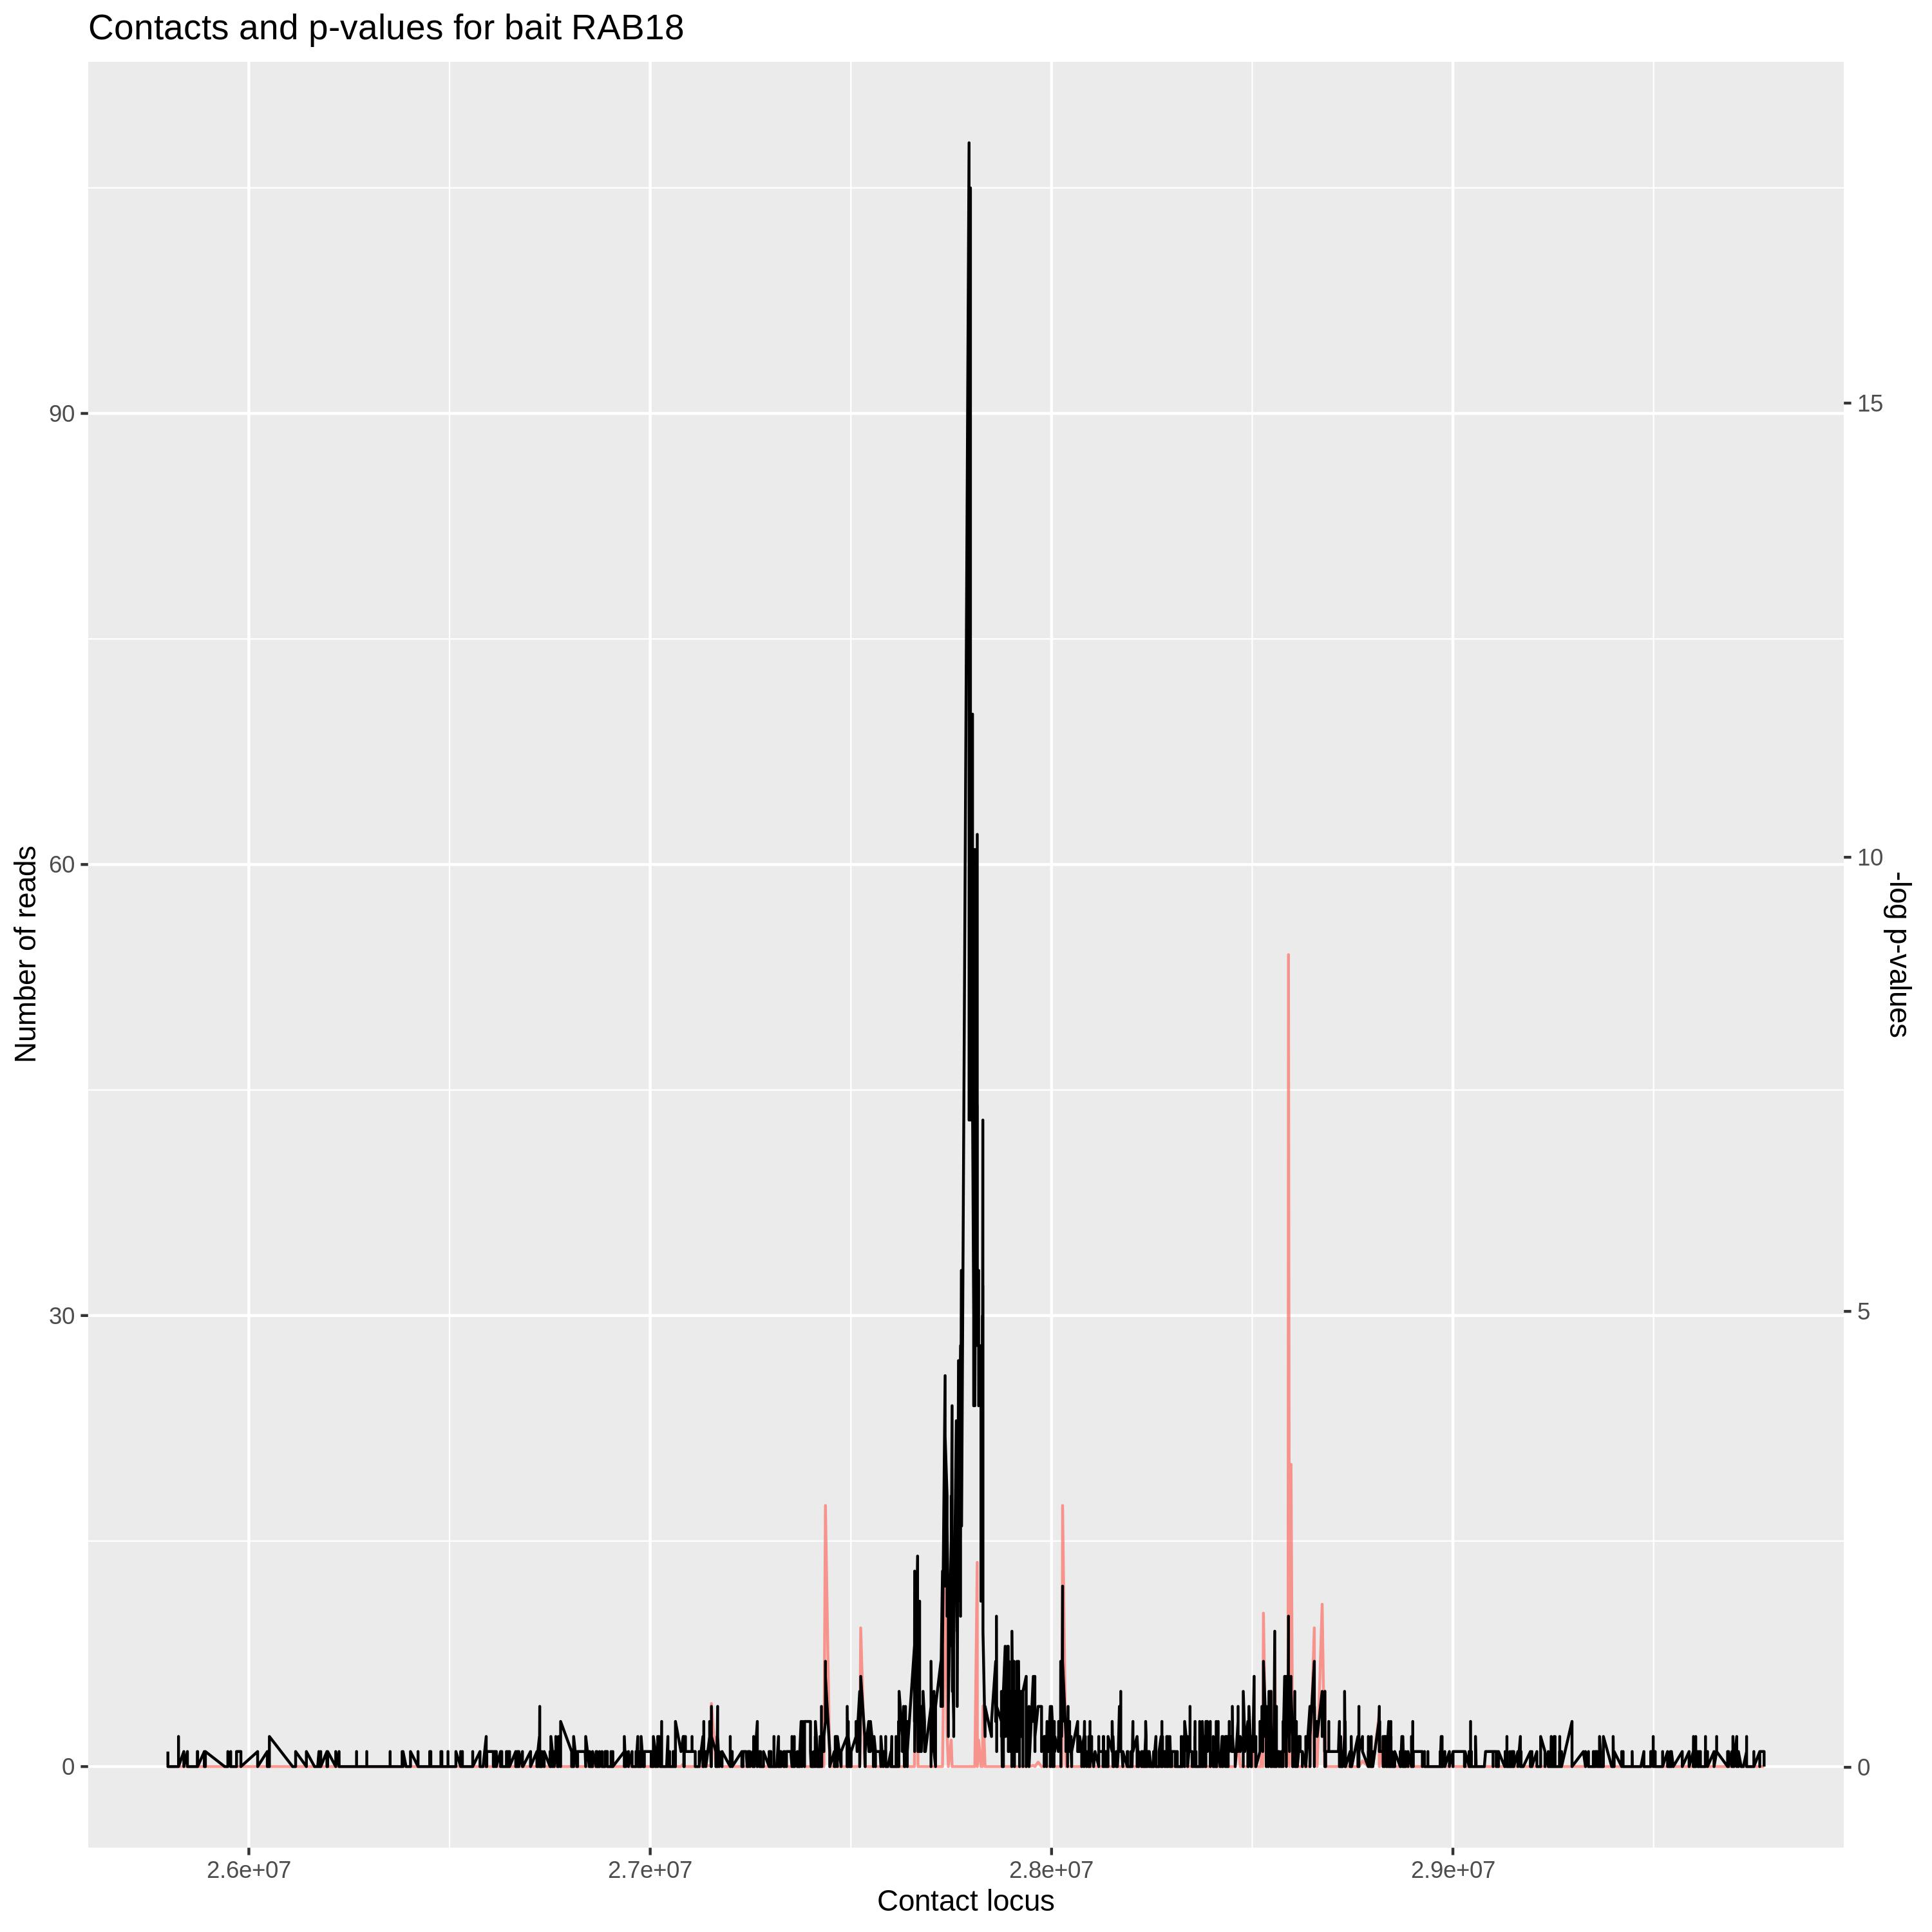 Contacts and p-values for bait RAB18
Number of reads
90
60
30
0
15
10
5
0
-log p-values
2.6e+07
2.7e+07
2.8e+07
2.9e+07
Contact locus